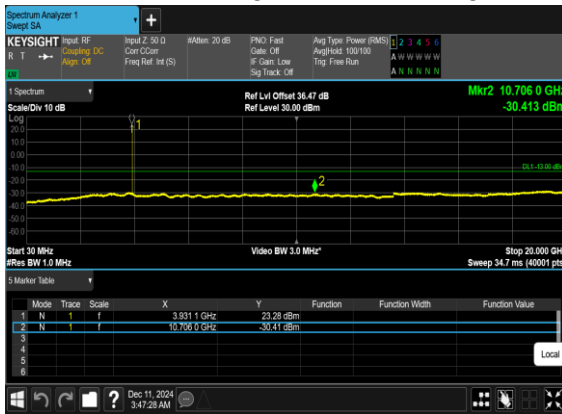 Spectrum Analyzer 1
Swept SA
KEYSIGHT Input: RF Input Z: 50 Ω #Atten: 20 dB PNO: Fast Avg Type: Power (RMS) 1 2 3 4 5 6
R T Coupling: DC Corr CCorr Gate: Off Avg|Hold: 100/100 A W W W W W
Align: Off Freq Ref: Int (S) IF Gain: Low Trig: Free Run
LXI Sig Track: Off A N N N N N
1 Spectrum
Ref Lvl Offset 36.47 dB Mkr2 10.706 0 GHz
Scale/Div 10 dB Ref Level 30.00 dBm -30.413 dBm
Log
20.0
10.0
0.00
-10.0
-20.0
-30.0
-40.0
-50.0
-60.0
1
2
DL1 -13.00 dB
Start 30 MHz Video BW 3.0 MHz* Stop 20.000 GH
#Res BW 1.0 MHz Sweep 34.7 ms (40001 pts
5 Marker Table
Mode Trace Scale X Y Function Function Width Function Value
1 N 1 f 3.931 1 GHz 23.28 dBm
2 N 1 f 10.706 0 GHz -30.41 dBm
3
4
5
6
Local
? Dec 11, 2024
3:47:28 AM